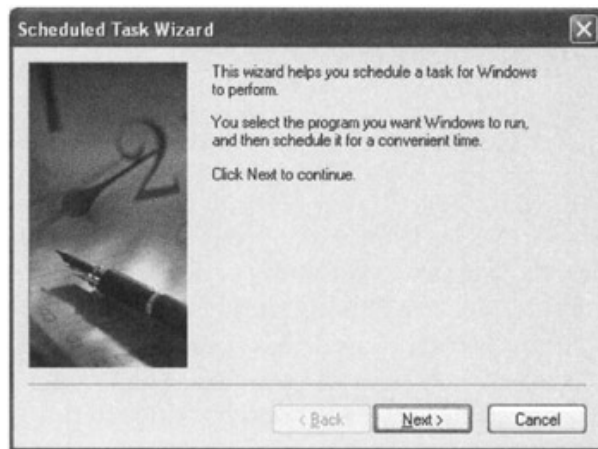 Scheduled Task Wizard
This wizard helps you schedule a task for Windows
to perform.
You select the program you want Windows to run,
and then schedule it for a convenient time.
Click Next to continue.
2
< Back
Next >
Cancel